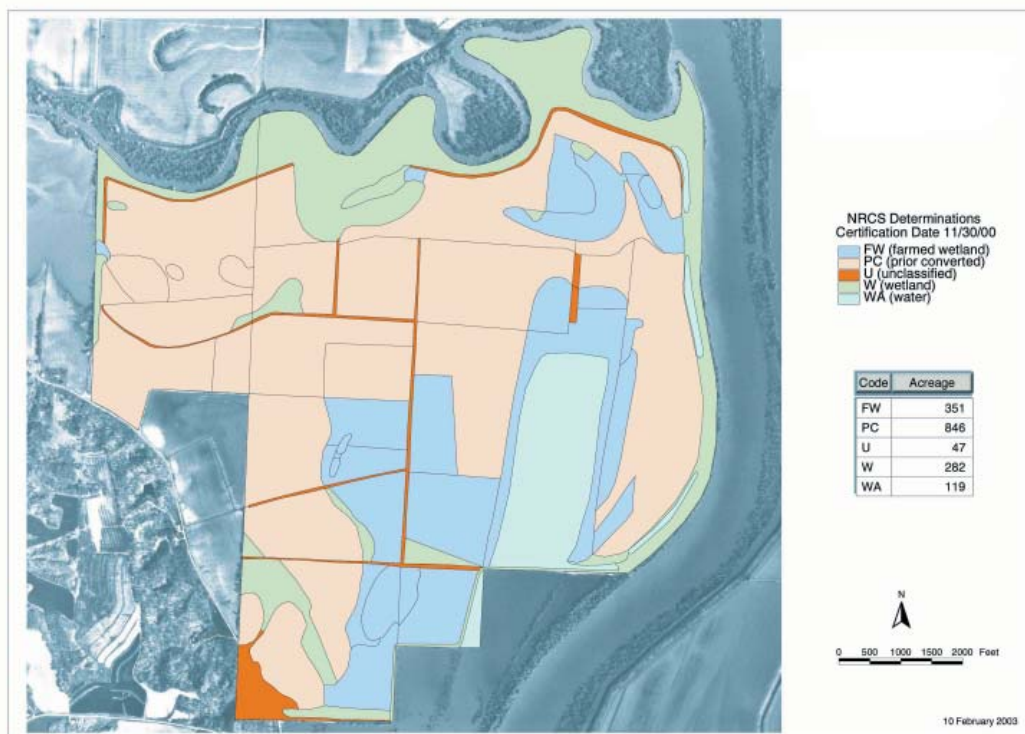 NRCS Determinations
Certification Date 11/30/00
FW (farmed wetland)
PC (prior converted)
U (unclassified)
W (wetland)
WA (water)
Code Acreage
FW 351
PC 846
U 47
W 282
WA 119
N
0 500 1000 1500 2000 Feet
10 February 2003